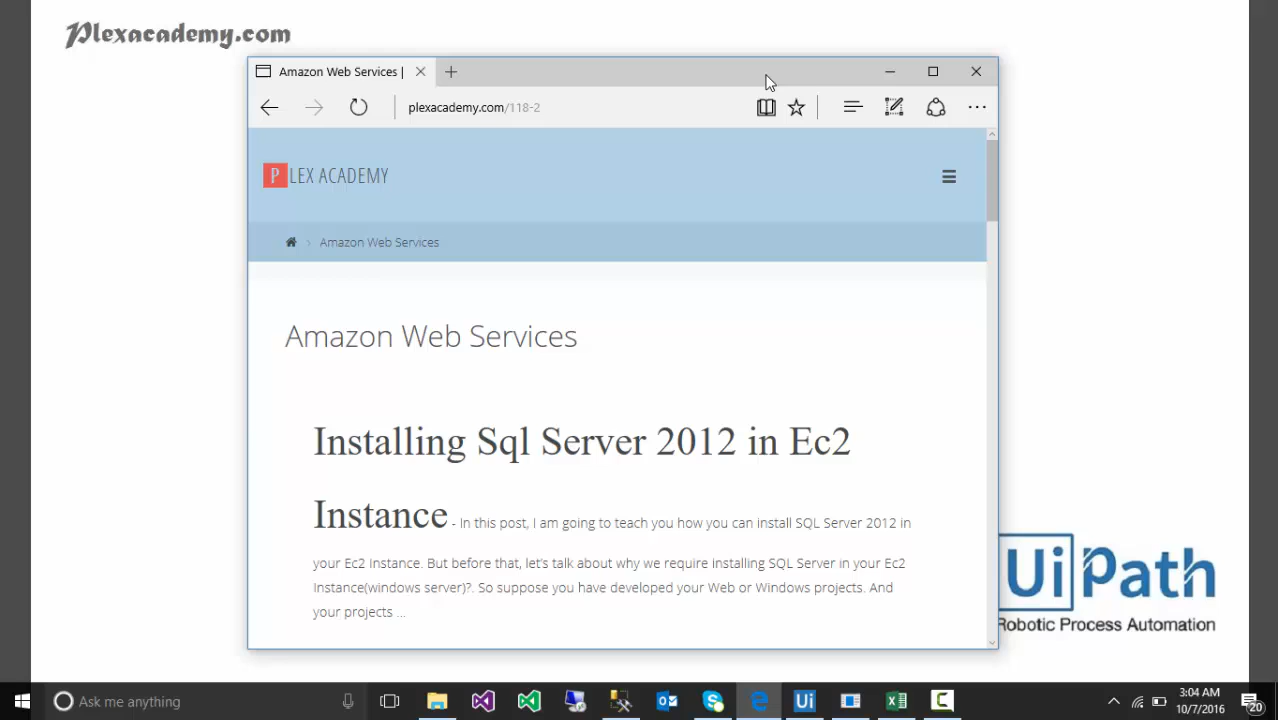 Plexacademy.com
Amazon Web Services |
plexacademy.com/118-2
PLEX ACADEMY
Amazon Web Services
Amazon Web Services
Installing Sql Server 2012 in Ec2
Instance - In this post, I am going to teach you how you can install SQL Server 2012 in
your Ec2 Instance. But before that, let's talk about why we require installing SQL Server in your Ec2
Instance(windows server)?. So suppose you have developed your Web or Windows projects. And
your projects ...
UiPath
Robotic Process Automation
Ask me anything
Ui
3:04 AM
10/7/2016
20